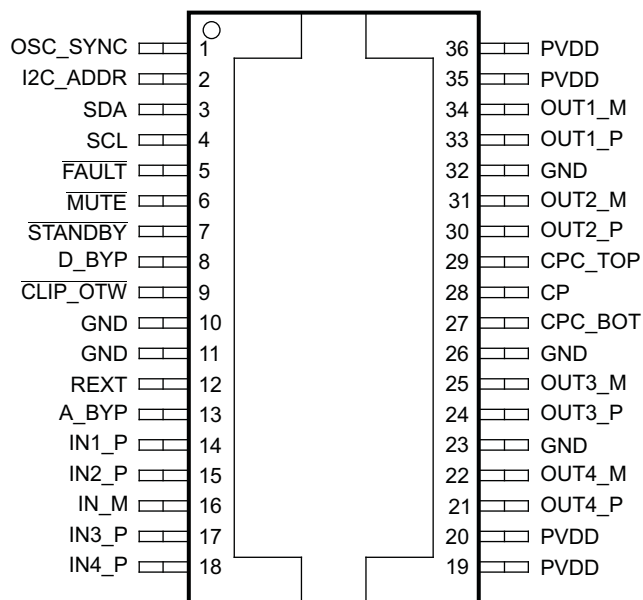 OSC_SYNC 1 36 PVDD
I2C_ADDR 2 35 PVDD
SDA 3 34 OUT1_M
SCL 4 33 OUT1_P
FAULT 5 32 GND
MUTE 6 31 OUT2_M
STANDBY 7 30 OUT2_P
D_BYP 8 29 CPC_TOP
CLIP_OTW 9 28 CP
GND 10 27 CPC_BOT
GND 11 26 GND
REXT 12 25 OUT3_M
A_BYP 13 24 OUT3_P
IN1_P 14 23 GND
IN2_P 15 22 OUT4_M
IN_M 16 21 OUT4_P
IN3_P 17 20 PVDD
IN4_P 18 19 PVDD